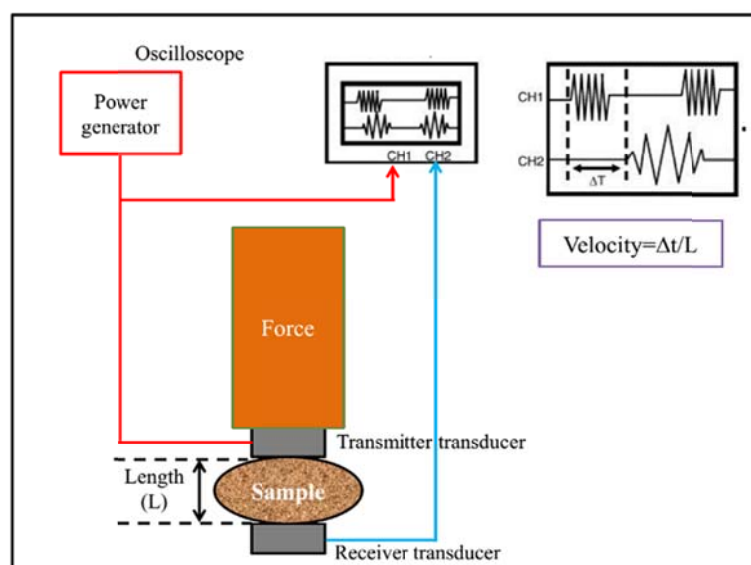 Oscilloscope
Power
generator
CH1 CH2
CH1
CH2
ΔT
Velocity=Δt/L
Force
Transmitter transducer
Length
(L)
Sample
Receiver transducer